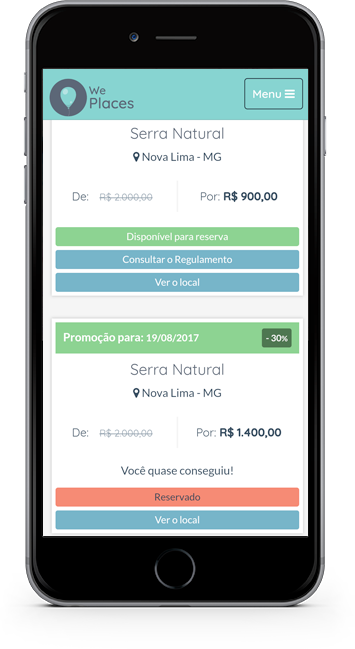 We
Places
Menu
Serra Natural
Nova Lima - MG
De: R$ 2.000,00 Por: R$ 900,00
Disponível para reserva
Consultar o Regulamento
Ver o local
Promoção para: 19/08/2017 - 30%
Serra Natural
Nova Lima - MG
De: R$ 2.000,00 Por: R$ 1.400,00
Você quase conseguiu!
Reservado
Ver o local